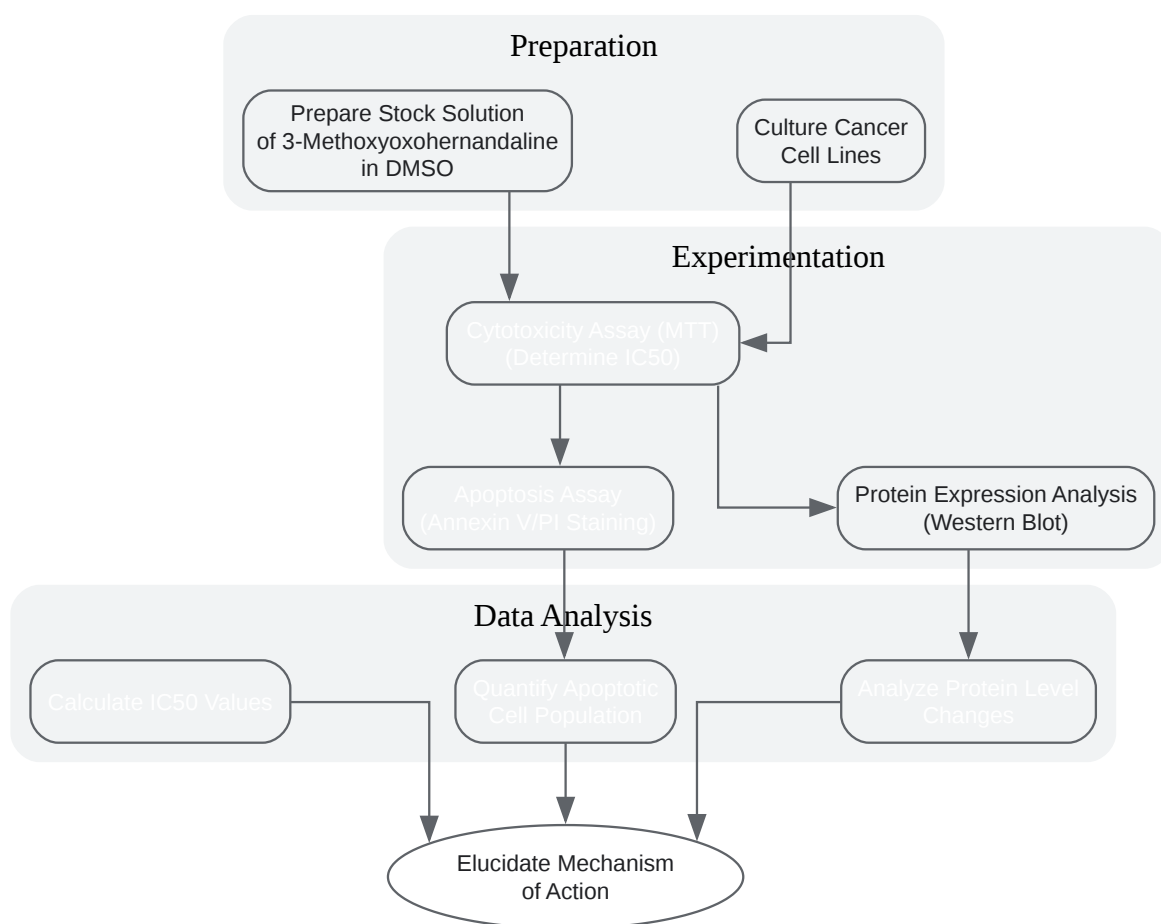 Preparation
Prepare Stock Solution
of 3-Methoxyoxohernandaline
in DMSO
Culture Cancer
Cell Lines
Experimentation
Cytotoxicity Assay (MTT)
(Determine IC50)
Apoptosis Assay
(Annexin V/PI Staining)
Protein Expression Analysis
(Western Blot)
Data Analysis
Calculate IC50 Values
Quantify Apoptotic
Cell Population
Analyze Protein Level
Changes
Elucidate Mechanism
of Action